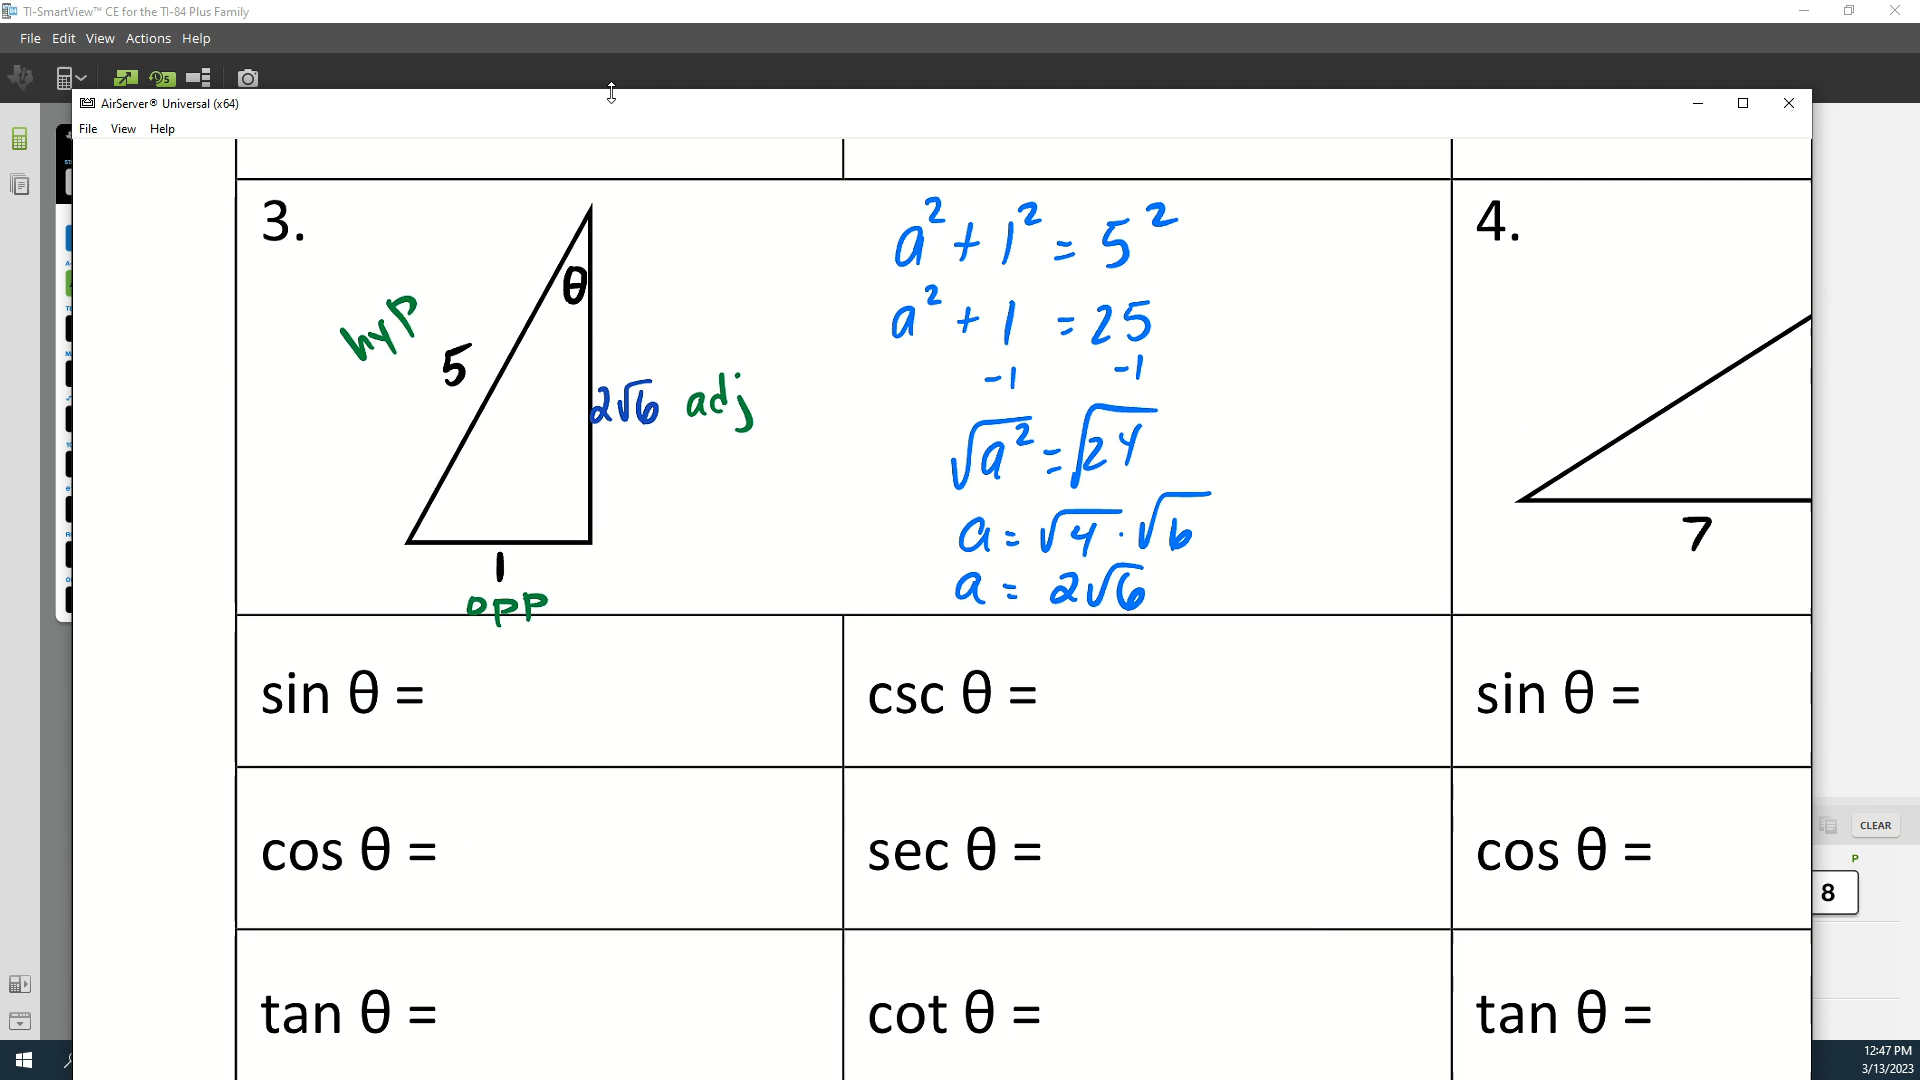 TI-SmartView™ CE for the TI-84 Plus Family
File Edit View Actions Help
AirServer® Universal (x64)
File View Help
3.
θ
hyp
5
2√6 adj
1
opp
a² + 1² = 5²
a² + 1 = 25
-1 -1
√a² = √24
a = √4 · √6
a = 2√6
4.
7
sin θ =
csc θ =
sin θ =
cos θ =
sec θ =
cos θ =
tan θ =
cot θ =
tan θ =
CLEAR
P
8
12:47 PM
3/13/2023